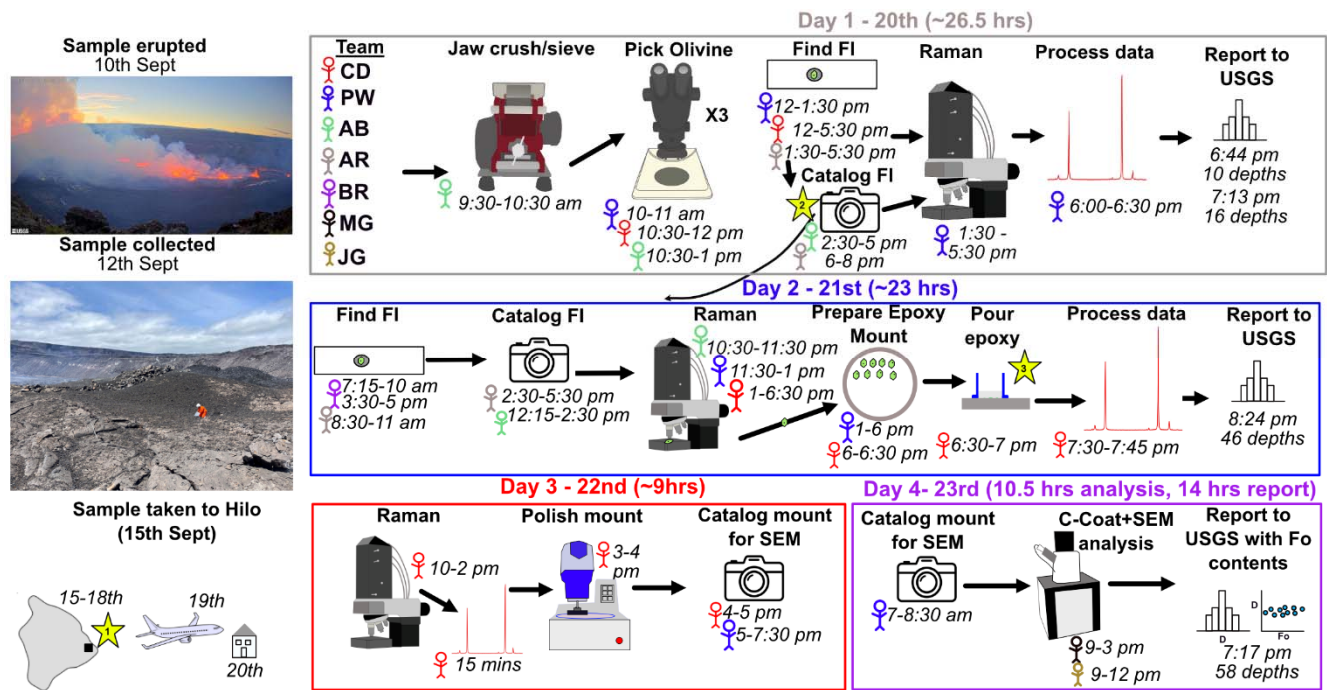 Sample erupted
10th Sept
©USGS
Sample collected
12th Sept
Sample taken to Hilo
(15th Sept)
15-18th
1
19th
20th
Day 1 - 20th (~26.5 hrs)
Team
CD
PW
AB
AR
BR
MG
JG
Jaw crush/sieve
9:30-10:30 am
Pick Olivine
X3
10-11 am
10:30-12 pm
10:30-1 pm
Find FI
12-1:30 pm
12-5:30 pm
1:30-5:30 pm
Catalog FI
2
2:30-5 pm
6-8 pm
Raman
1:30 -
5:30 pm
Process data
6:00-6:30 pm
Report to
USGS
6:44 pm
10 depths
7:13 pm
16 depths
Day 2 - 21st (~23 hrs)
Find FI
7:15-10 am
3:30-5 pm
8:30-11 am
Catalog FI
2:30-5:30 pm
12:15-2:30 pm
Raman
10:30-11:30 pm
11:30-1 pm
1-6:30 pm
Prepare Epoxy
Mount
1-6 pm
6-6:30 pm
Pour
epoxy
3
6:30-7 pm
Process data
7:30-7:45 pm
Report to
USGS
8:24 pm
46 depths
Day 3 - 22nd (~9hrs)
Raman
10-2 pm
15 mins
Polish mount
3-4
pm
Catalog mount
for SEM
4-5 pm
5-7:30 pm
Day 4- 23rd (10.5 hrs analysis, 14 hrs report)
Catalog mount
for SEM
7-8:30 am
C-Coat+SEM
analysis
9-3 pm
9-12 pm
Report to
USGS with Fo
contents
D
D
Fo
7:17 pm
58 depths